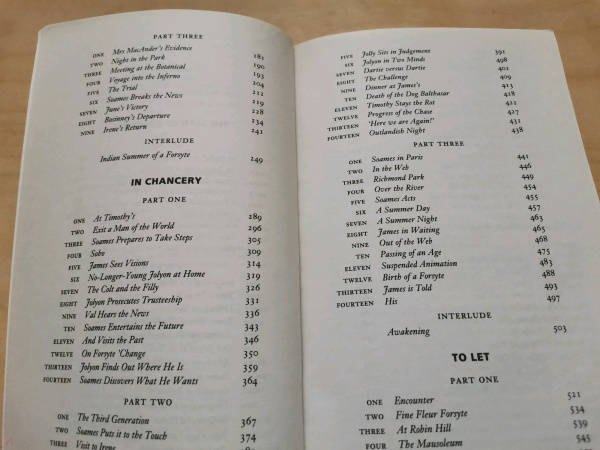 PART THREE
ONE Mrs MacAnder's Evidence 181
TWO Night in the Park 190
THREE Meeting at the Botanical 193
FOUR Voyage into the Inferno 204
FIVE The Trial 212
SIX Soames Breaks the News 219
SEVEN June's Victory 228
EIGHT Bosinney's Departure 234
NINE Irene's Return 241
INTERLUDE
Indian Summer of a Forsyte 249
IN CHANCERY
PART ONE
ONE At Timothy's 289
TWO Exit a Man of the World 296
THREE Soames Prepares to Take Steps 305
FOUR Soho 309
FIVE James Sees Visions 314
SIX No-Longer-Young Jolyon at Home 319
SEVEN The Colt and the Filly 326
EIGHT Jolyon Prosecutes Trusteeship 331
NINE Val Hears the News 336
TEN Soames Entertains the Future 343
ELEVEN And Visits the Past 346
TWELVE On Forsyte 'Change 350
THIRTEEN Jolyon Finds Out Where He Is 359
FOURTEEN Soames Discovers What He Wants 364
PART TWO
ONE The Third Generation 367
TWO Soames Puts it to the Touch 374
THREE Visit to Irene
FIVE Jolly Sits in Judgement 391
SIX Jolyon in Two Minds 398
SEVEN Dartie versus Dartie 402
EIGHT The Challenge 409
NINE Dinner at James's 413
TEN Death of the Dog Balthasar 418
ELEVEN Timothy Stays the Rot 421
TWELVE Progress of the Chase 427
THIRTEEN 'Here we are Again!' 431
FOURTEEN Outlandish Night 438
PART THREE
ONE Soames in Paris 441
TWO In the Web 446
THREE Richmond Park 449
FOUR Over the River 454
FIVE Soames Acts 455
SIX A Summer Day 457
SEVEN A Summer Night 463
EIGHT James in Waiting 465
NINE Out of the Web 468
TEN Passing of an Age 475
ELEVEN Suspended Animation 483
TWELVE Birth of a Forsyte 488
THIRTEEN James is Told 493
FOURTEEN His 497
INTERLUDE
Awakening 503
TO LET
PART ONE
ONE Encounter 521
TWO Fine Fleur Forsyte 534
THREE At Robin Hill 539
FOUR The Mausoleum 545